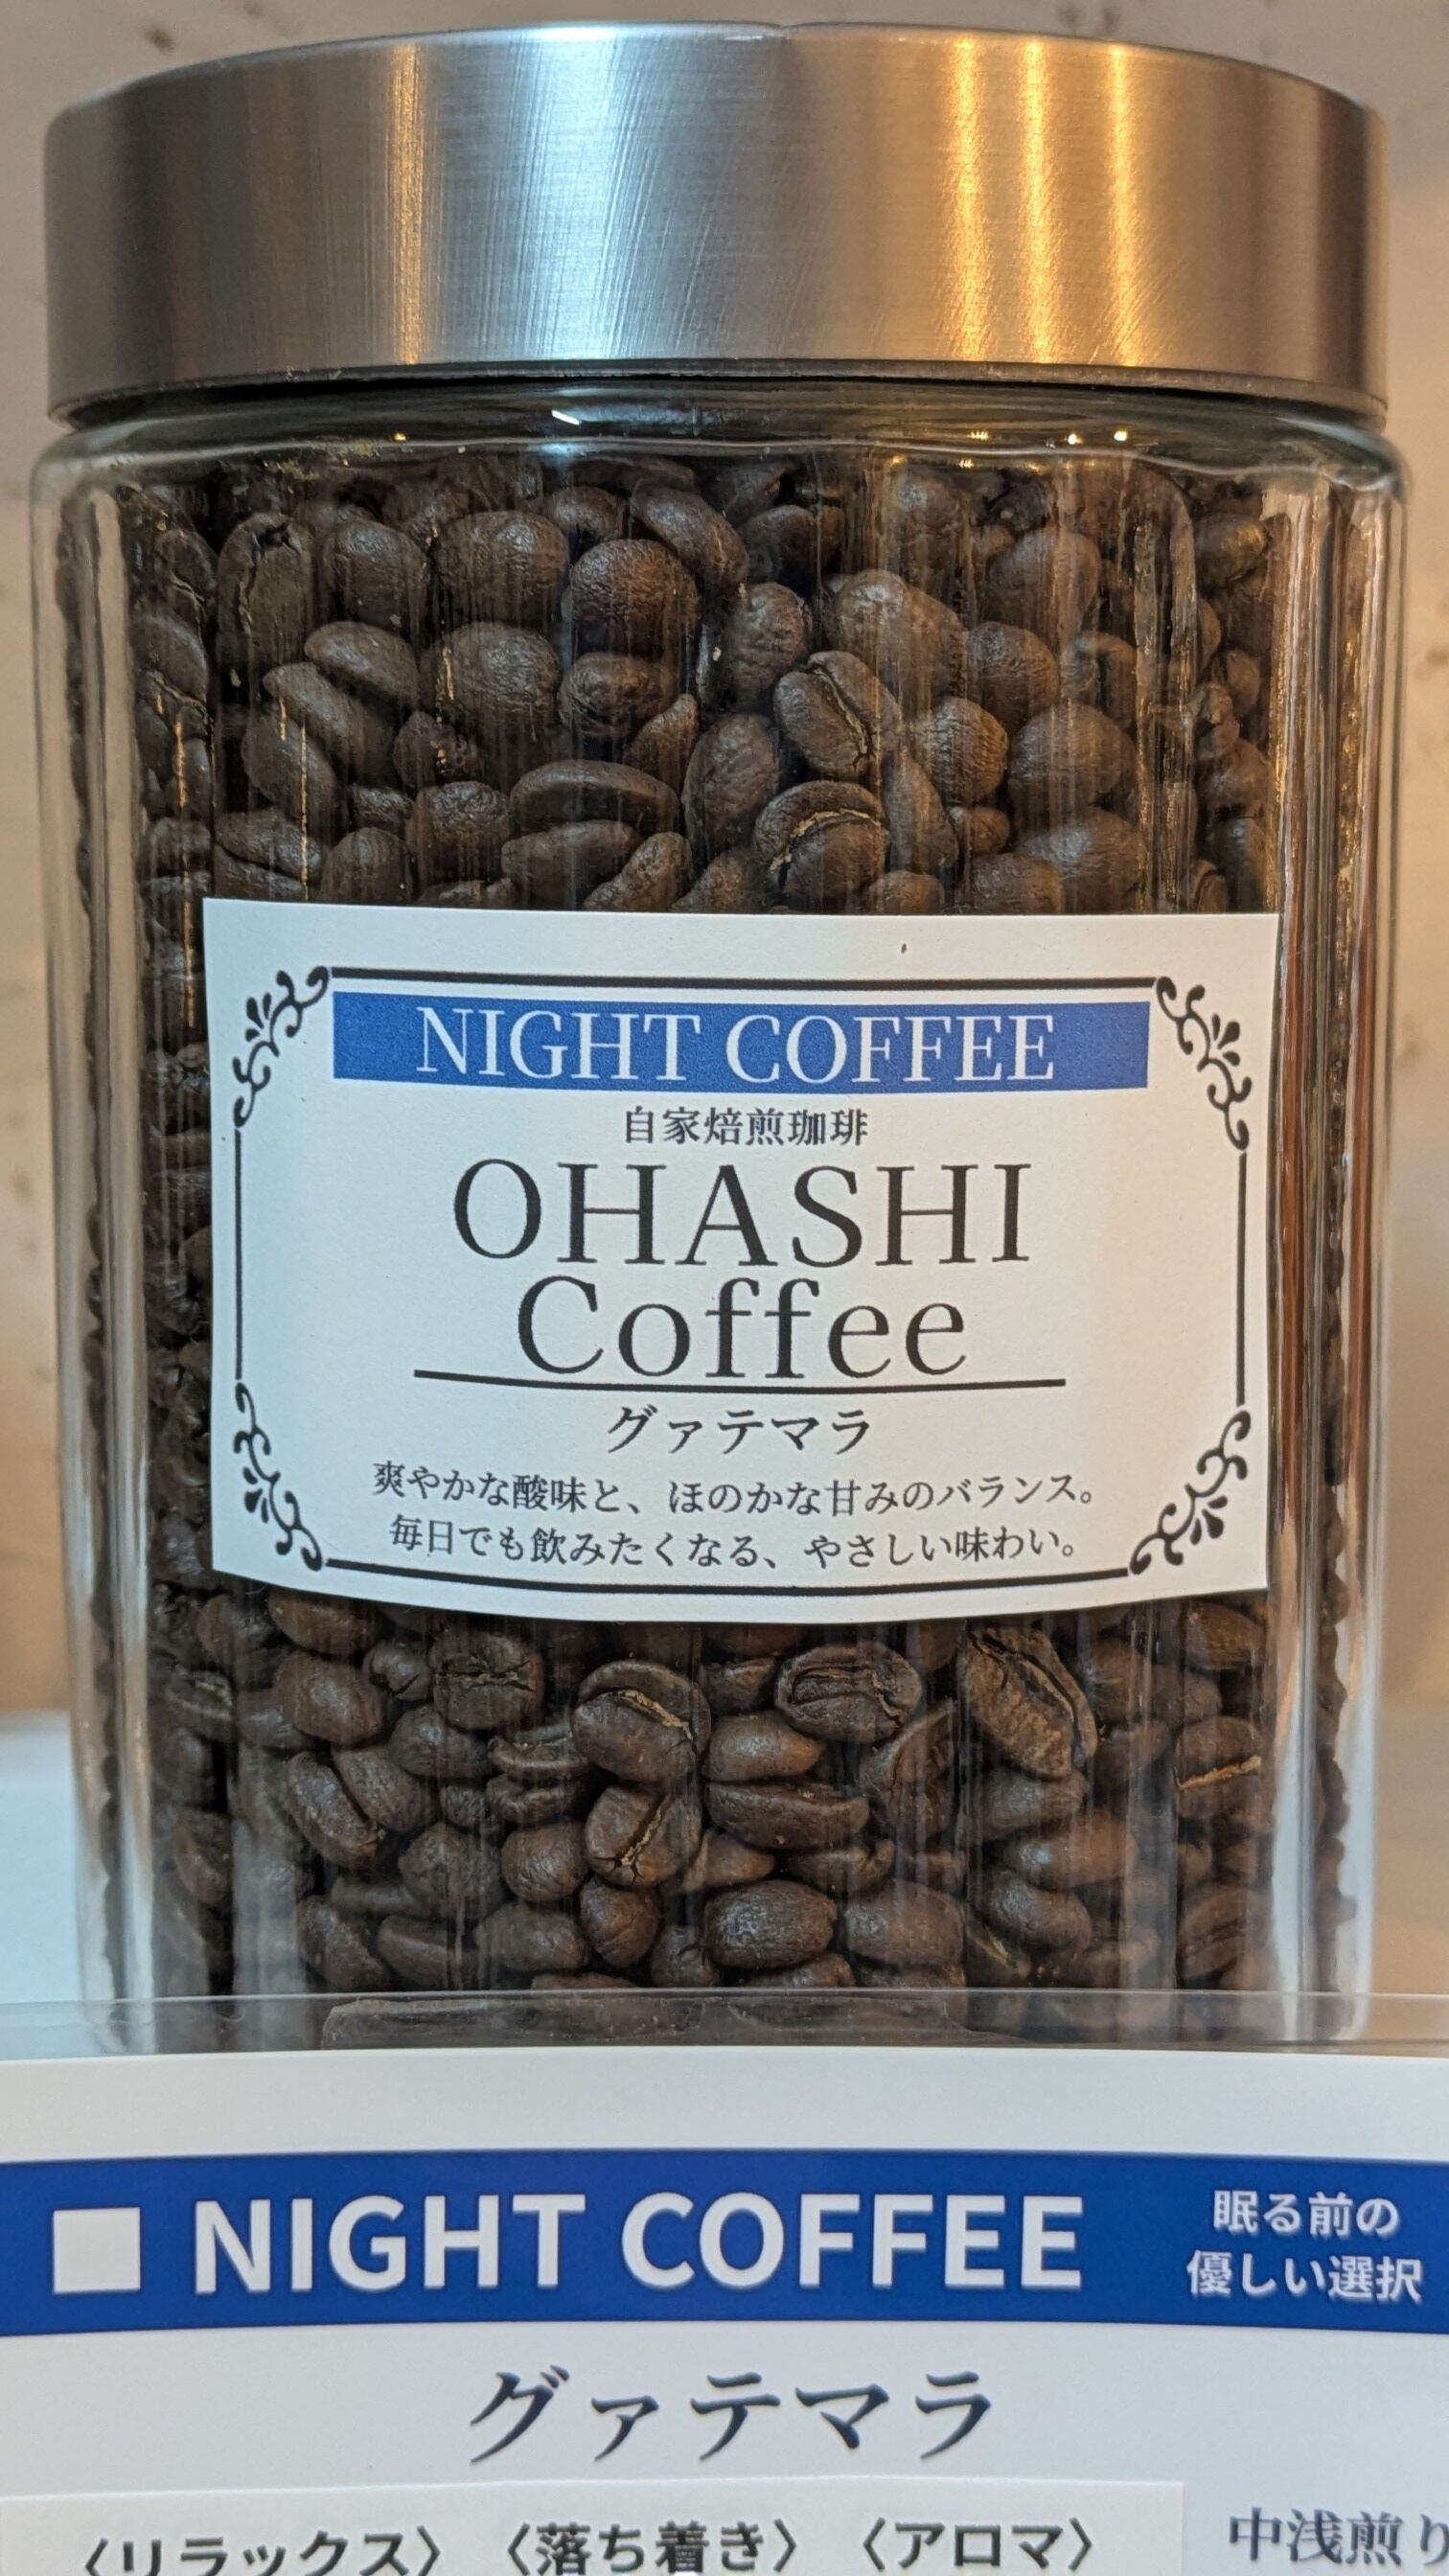 NIGHT COFFEE
自家焙煎珈琲
OHASHI
Coffee
グァテマラ
爽やかな酸味と、ほのかな甘みのバランス。
毎日でも飲みたくなる、やさしい味わい。
■ NIGHT COFFEE
眠る前の
優しい選択
グァテマラ
〈リラックス〉〈落ち着き〉〈アロマ〉
中浅煎り